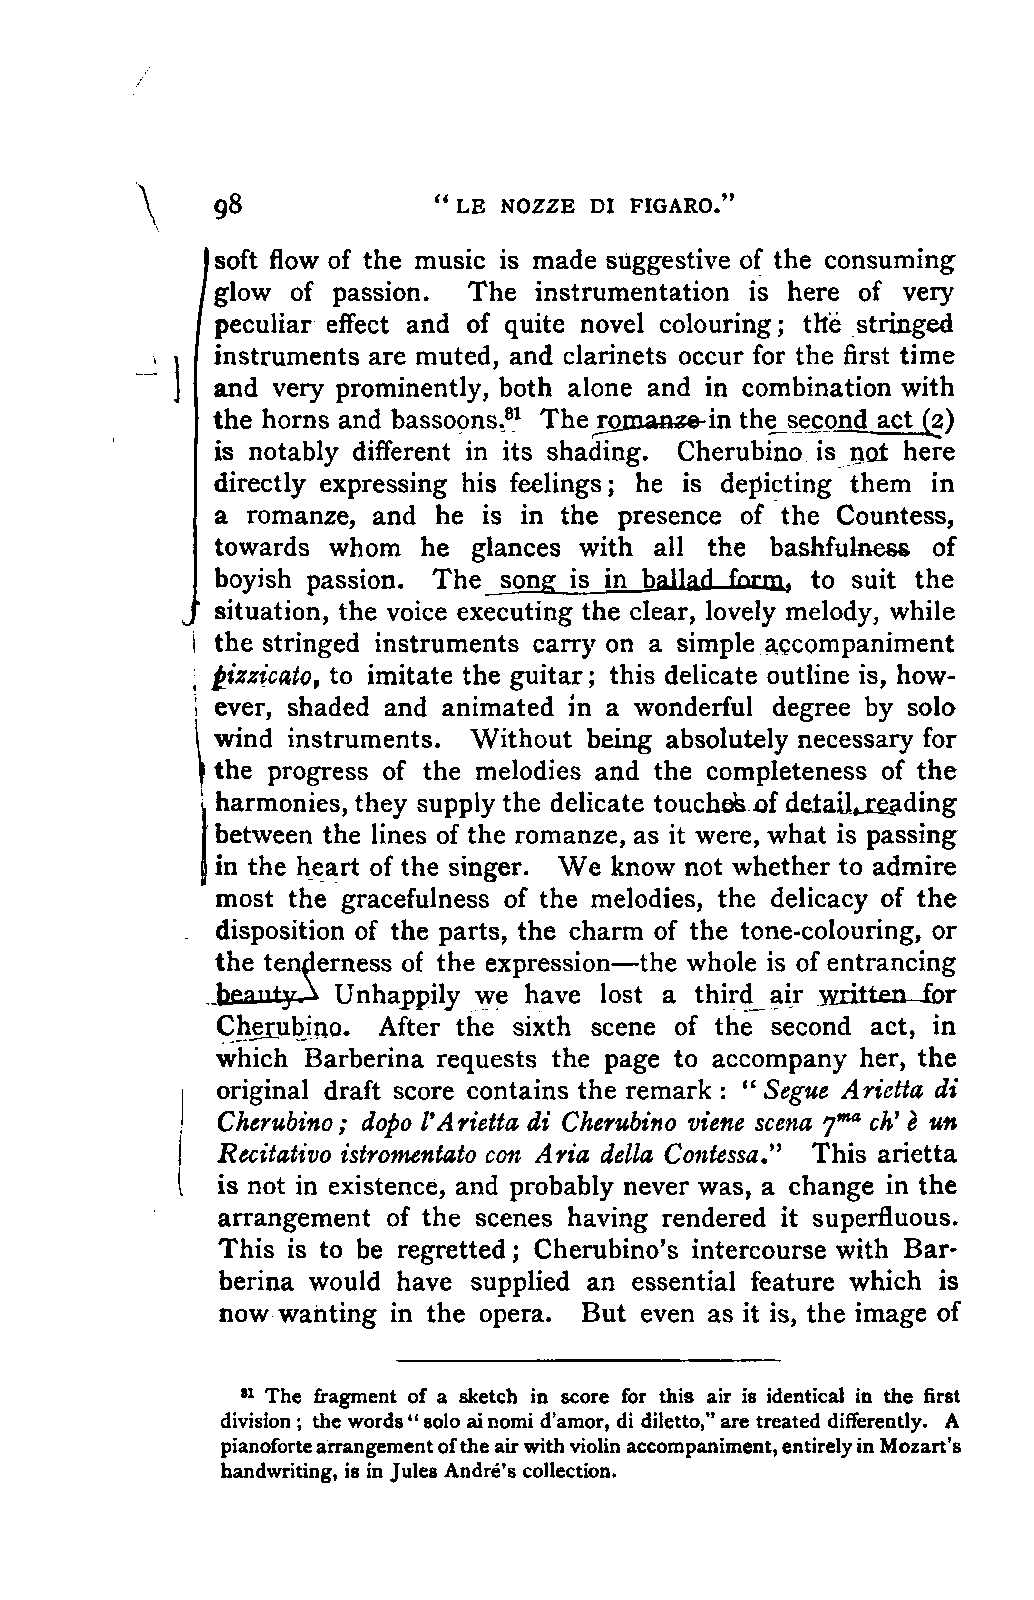 98 “ LE NOZZE DI FIGARO.”
soft flow of the music is made suggestive of the consuming
glow of passion. The instrumentation is here of very
peculiar effect and of quite novel colouring; the stringed
instruments are muted, and clarinets occur for the first time
and very prominently, both alone and in combination with
the horns and bassoons.⁸¹ The romanze in the second act (2)
is notably different in its shading. Cherubino is not here
directly expressing his feelings; he is depicting them in
a romanze, and he is in the presence of the Countess,
towards whom he glances with all the bashfulness of
boyish passion. The song is in ballad form, to suit the
situation, the voice executing the clear, lovely melody, while
the stringed instruments carry on a simple accompaniment
pizzicato, to imitate the guitar; this delicate outline is, how-
ever, shaded and animated in a wonderful degree by solo
wind instruments. Without being absolutely necessary for
the progress of the melodies and the completeness of the
harmonies, they supply the delicate touches of detail, reading
between the lines of the romanze, as it were, what is passing
in the heart of the singer. We know not whether to admire
most the gracefulness of the melodies, the delicacy of the
disposition of the parts, the charm of the tone-colouring, or
the tenderness of the expression—the whole is of entrancing
beauty. Unhappily we have lost a third air written for
Cherubino. After the sixth scene of the second act, in
which Barberina requests the page to accompany her, the
original draft score contains the remark : “ Segue Arietta di
Cherubino ; dopo l’Arietta di Cherubino viene scena 7ᵐᵃ ch’ è un
Recitativo istromentato con Aria della Contessa.” This arietta
is not in existence, and probably never was, a change in the
arrangement of the scenes having rendered it superfluous.
This is to be regretted ; Cherubino’s intercourse with Bar-
berina would have supplied an essential feature which is
now wanting in the opera. But even as it is, the image of
⁸¹ The fragment of a sketch in score for this air is identical in the first
division ; the words “ solo ai nomi d’amor, di diletto,” are treated differently. A
pianoforte arrangement of the air with violin accompaniment, entirely in Mozart’s
handwriting, is in Jules André’s collection.